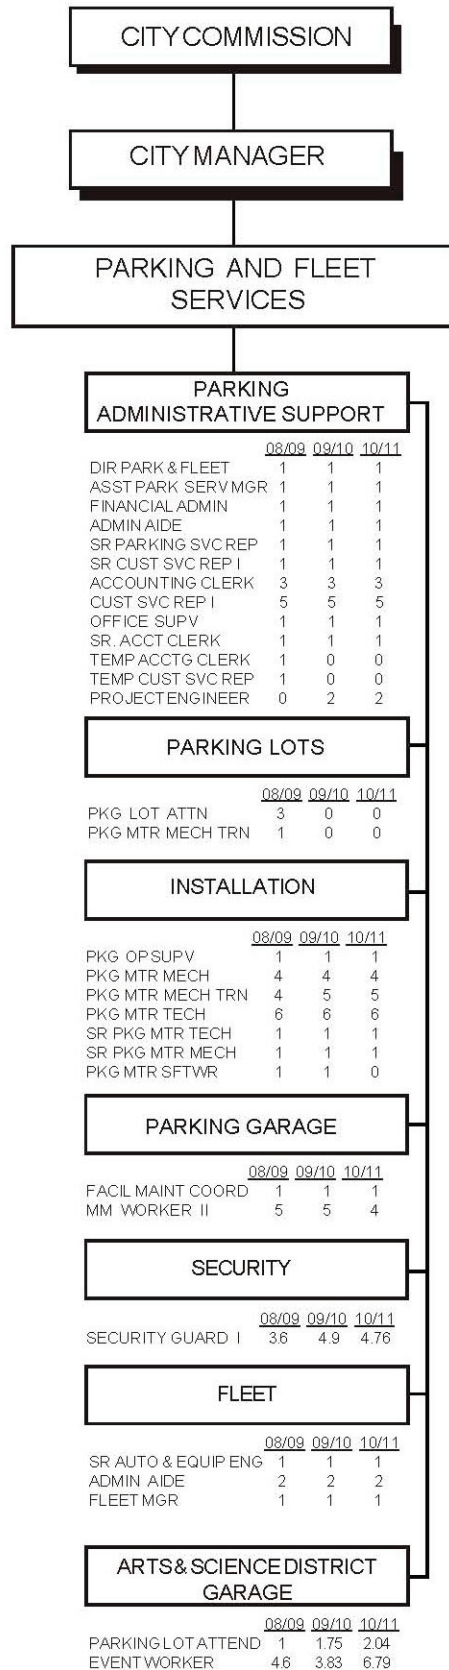 CITY COMMISSION
CITY MANAGER
PARKING AND FLEET
SERVICES
PARKING
ADMINISTRATIVE SUPPORT
08/09 09/10 10/11
DIR PARK & FLEET 1 1 1
ASST PARK SERV MGR 1 1 1
FINANCIAL ADMIN 1 1 1
ADMIN AIDE 1 1 1
SR PARKING SVC REP 1 1 1
SR CUST SVC REP I 1 1 1
ACCOUNTING CLERK 3 3 3
CUST SVC REP I 5 5 5
OFFICE SUPV 1 1 1
SR. ACCT CLERK 1 1 1
TEMP ACCTG CLERK 1 0 0
TEMP CUST SVC REP 1 0 0
PROJECT ENGINEER 0 2 2
PARKING LOTS
08/09 09/10 10/11
PKG LOT ATTN 3 0 0
PKG MTR MECH TRN 1 0 0
INSTALLATION
08/09 09/10 10/11
PKG OP SUPV 1 1 1
PKG MTR MECH 4 4 4
PKG MTR MECH TRN 4 5 5
PKG MTR TECH 6 6 6
SR PKG MTR TECH 1 1 1
SR PKG MTR MECH 1 1 1
PKG MTR SFTWR 1 1 0
PARKING GARAGE
08/09 09/10 10/11
FACIL MAINT COORD 1 1 1
MM WORKER II 5 5 4
SECURITY
08/09 09/10 10/11
SECURITY GUARD I 3.6 4.9 4.76
FLEET
08/09 09/10 10/11
SR AUTO & EQUIP ENG 1 1 1
ADMIN AIDE 2 2 2
FLEET MGR 1 1 1
ARTS & SCIENCE DISTRICT
GARAGE
08/09 09/10 10/11
PARKING LOT ATTEND 1 1.75 2.04
EVENT WORKER 4.6 3.83 6.79